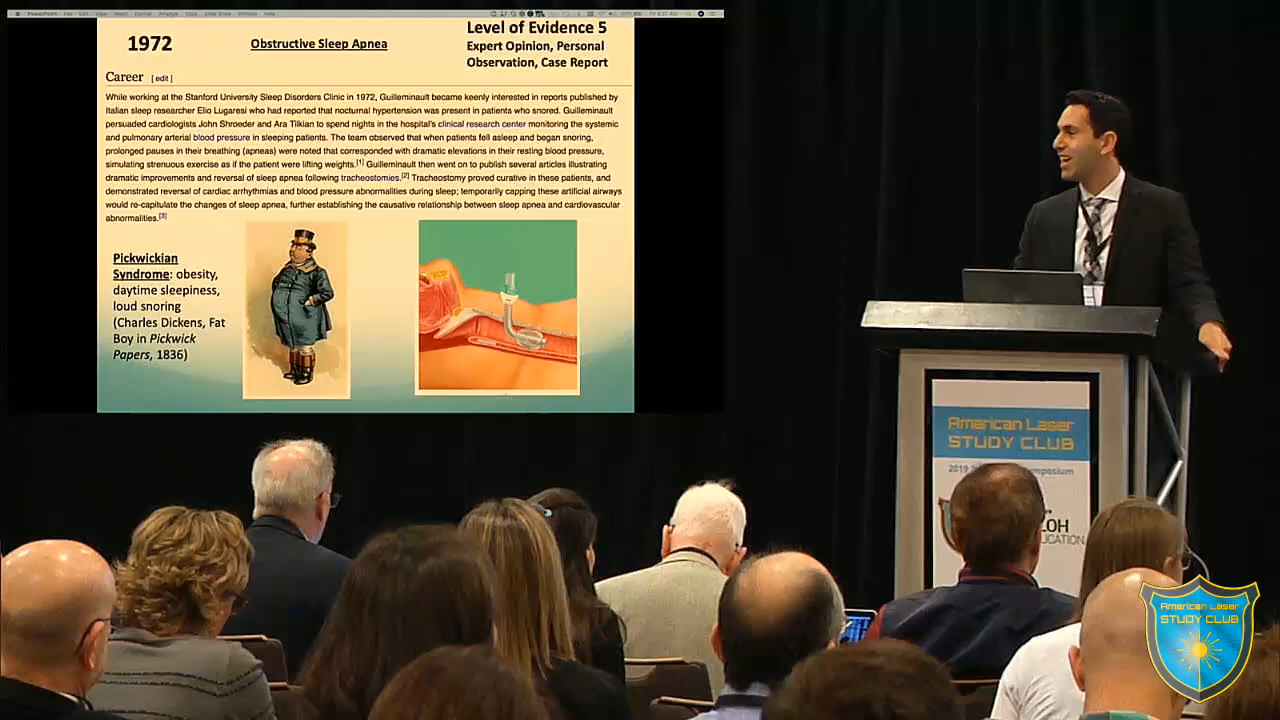 1972
Obstructive Sleep Apnea
Level of Evidence 5
Expert Opinion, Personal
Observation, Case Report
Career [ edit ]
While working at the Stanford University Sleep Disorders Clinic in 1972, Guilleminault became keenly interested in reports published by
Italian sleep researcher Elio Lugaresi who had reported that nocturnal hypertension was present in patients who snored. Guilleminault
persuaded cardiologists John Shroeder and Ara Tilkian to spend nights in the hospital's clinical research center monitoring the systemic
and pulmonary arterial blood pressure in sleeping patients. The team observed that when patients fell asleep and began snoring,
prolonged pauses in their breathing (apneas) were noted that corresponded with dramatic elevations in their resting blood pressure,
simulating strenuous exercise as if the patient were lifting weights.[1] Guilleminault then went on to publish several articles illustrating
dramatic improvements and reversal of sleep apnea following tracheostomies.[2] Tracheostomy proved curative in these patients, and
demonstrated reversal of cardiac arrhythmias and blood pressure abnormalities during sleep; temporarily capping these artificial airways
would re-capitulate the changes of sleep apnea, further establishing the causative relationship between sleep apnea and cardiovascular
abnormalities.[3]
Pickwickian
Syndrome: obesity,
daytime sleepiness,
loud snoring
(Charles Dickens, Fat
Boy in Pickwick
Papers, 1836)
American Laser
STUDY CLUB
2019
American Laser
STUDY CLUB